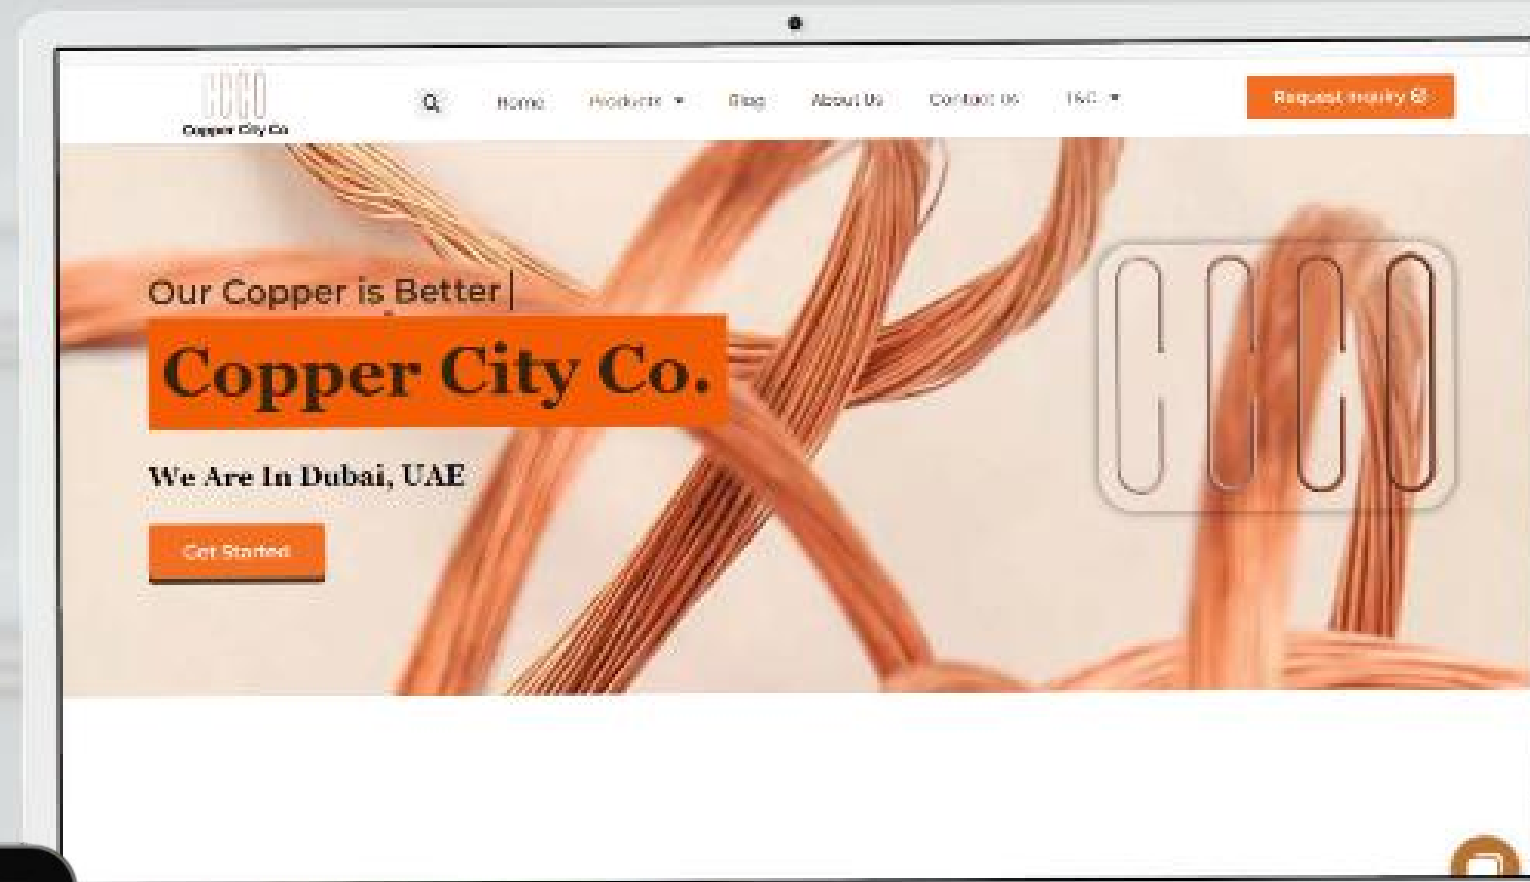 Copper City Co
Home Products Blog About Us Contact Us T&C
Request Inquiry
Our Copper is Better
Copper City Co.
We Are In Dubai, UAE
Get Started
CCCO